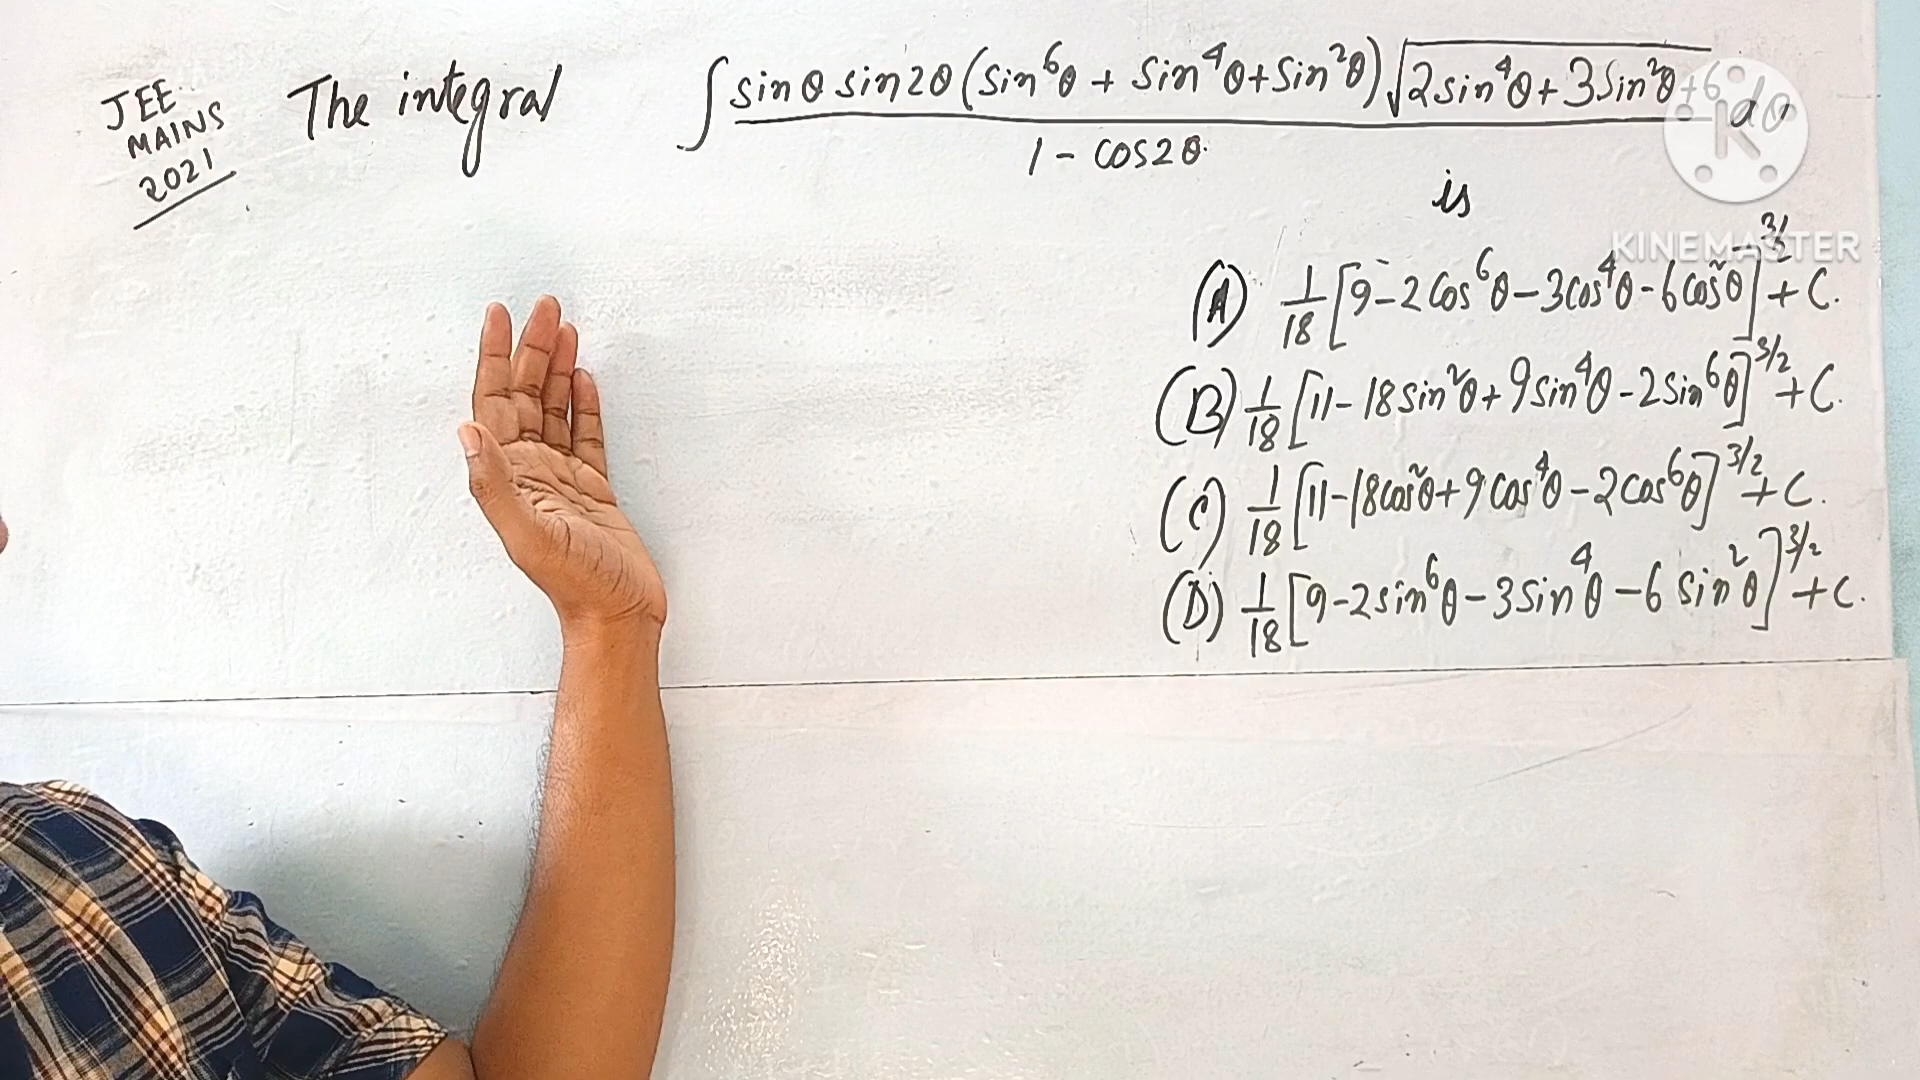 JEE MAINS 2021
The integral ∫ sinθ sin2θ (sin⁶θ + sin⁴θ + sin²θ) √(2sin⁴θ + 3sin²θ + 6) dθ
1 - cos2θ
is
KINEMASTER
(A) 1/18 [9 - 2cos⁶θ - 3cos⁴θ - 6cos²θ]^3/2 + C.
(B) 1/18 [11 - 18sin²θ + 9sin⁴θ - 2sin⁶θ]^3/2 + C.
(C) 1/18 [11 - 18cos²θ + 9cos⁴θ - 2cos⁶θ]^3/2 + C.
(D) 1/18 [9 - 2sin⁶θ - 3sin⁴θ - 6sin²θ]^3/2 + C.